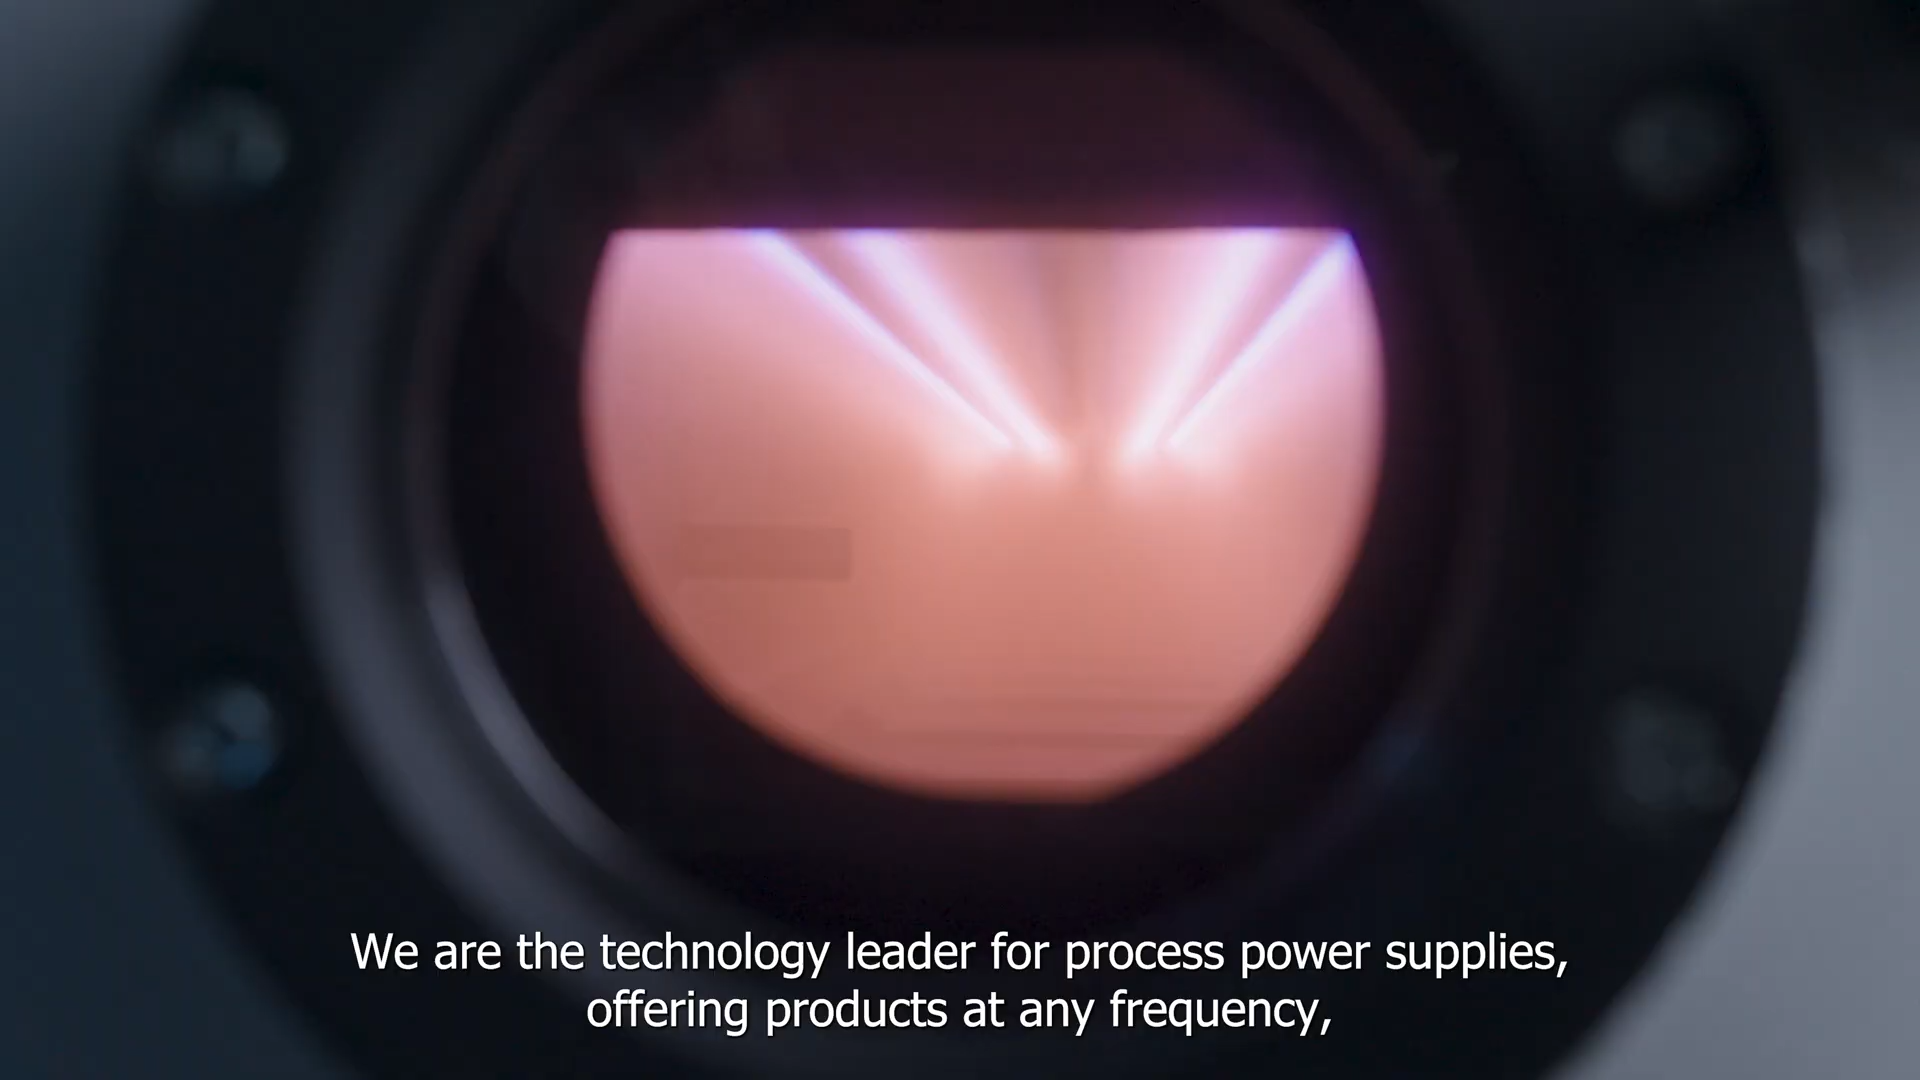 We are the technology leader for process power supplies,
offering products at any frequency,